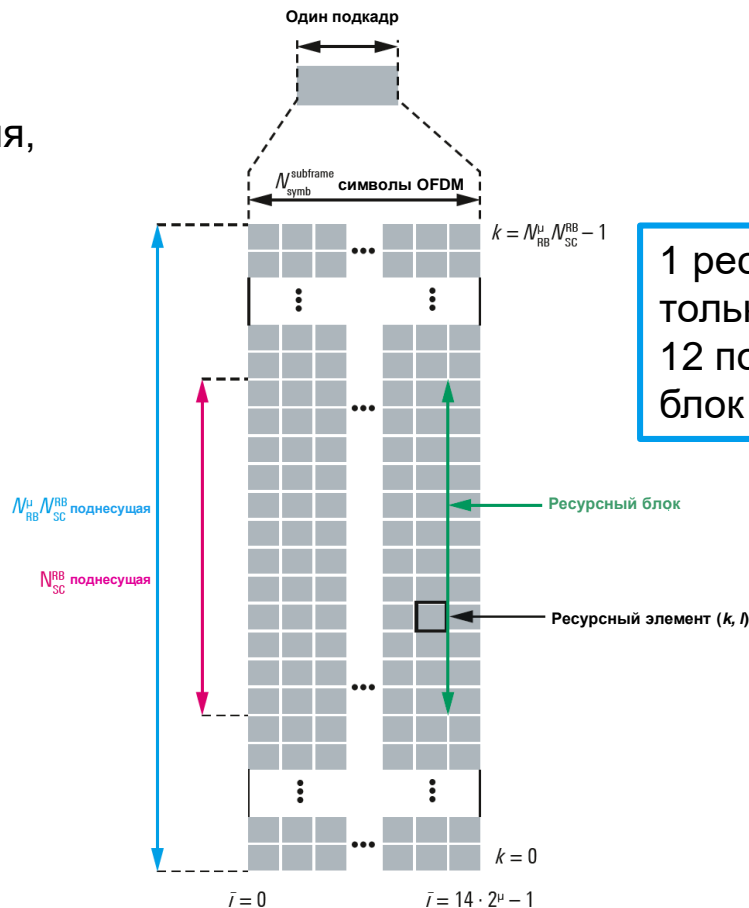 Один подкадр
ия,
N_symb^subframe символы OFDM
k = N_RB^μ N_SC^RB – 1
1 рес
тольн
12 по
блок
N_RB^μ N_SC^RB поднесущая
Ресурсный блок
N_SC^RB поднесущая
Ресурсный элемент (k, l)
k = 0
l̄ = 0
l̄ = 14 · 2^μ – 1